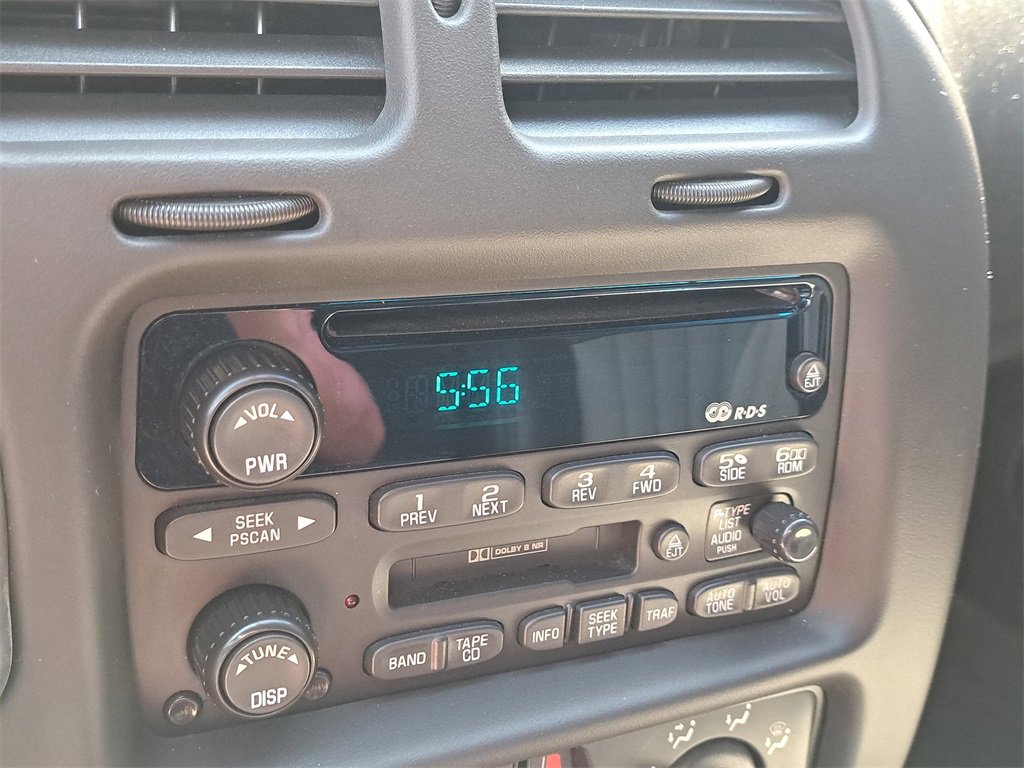 5:56
EJT
R·D·S
VOL
PWR
1 PREV
2 NEXT
3 REV
4 FWD
5 SIDE
6 RDM
SEEK
PSCAN
P-TYPE
LIST
AUDIO
PUSH
DOLBY B NR
EJT
AUTO
TONE
AUTO
VOL
INFO
SEEK
TYPE
TRAF
BAND
TAPE
CD
TUNE
DISP